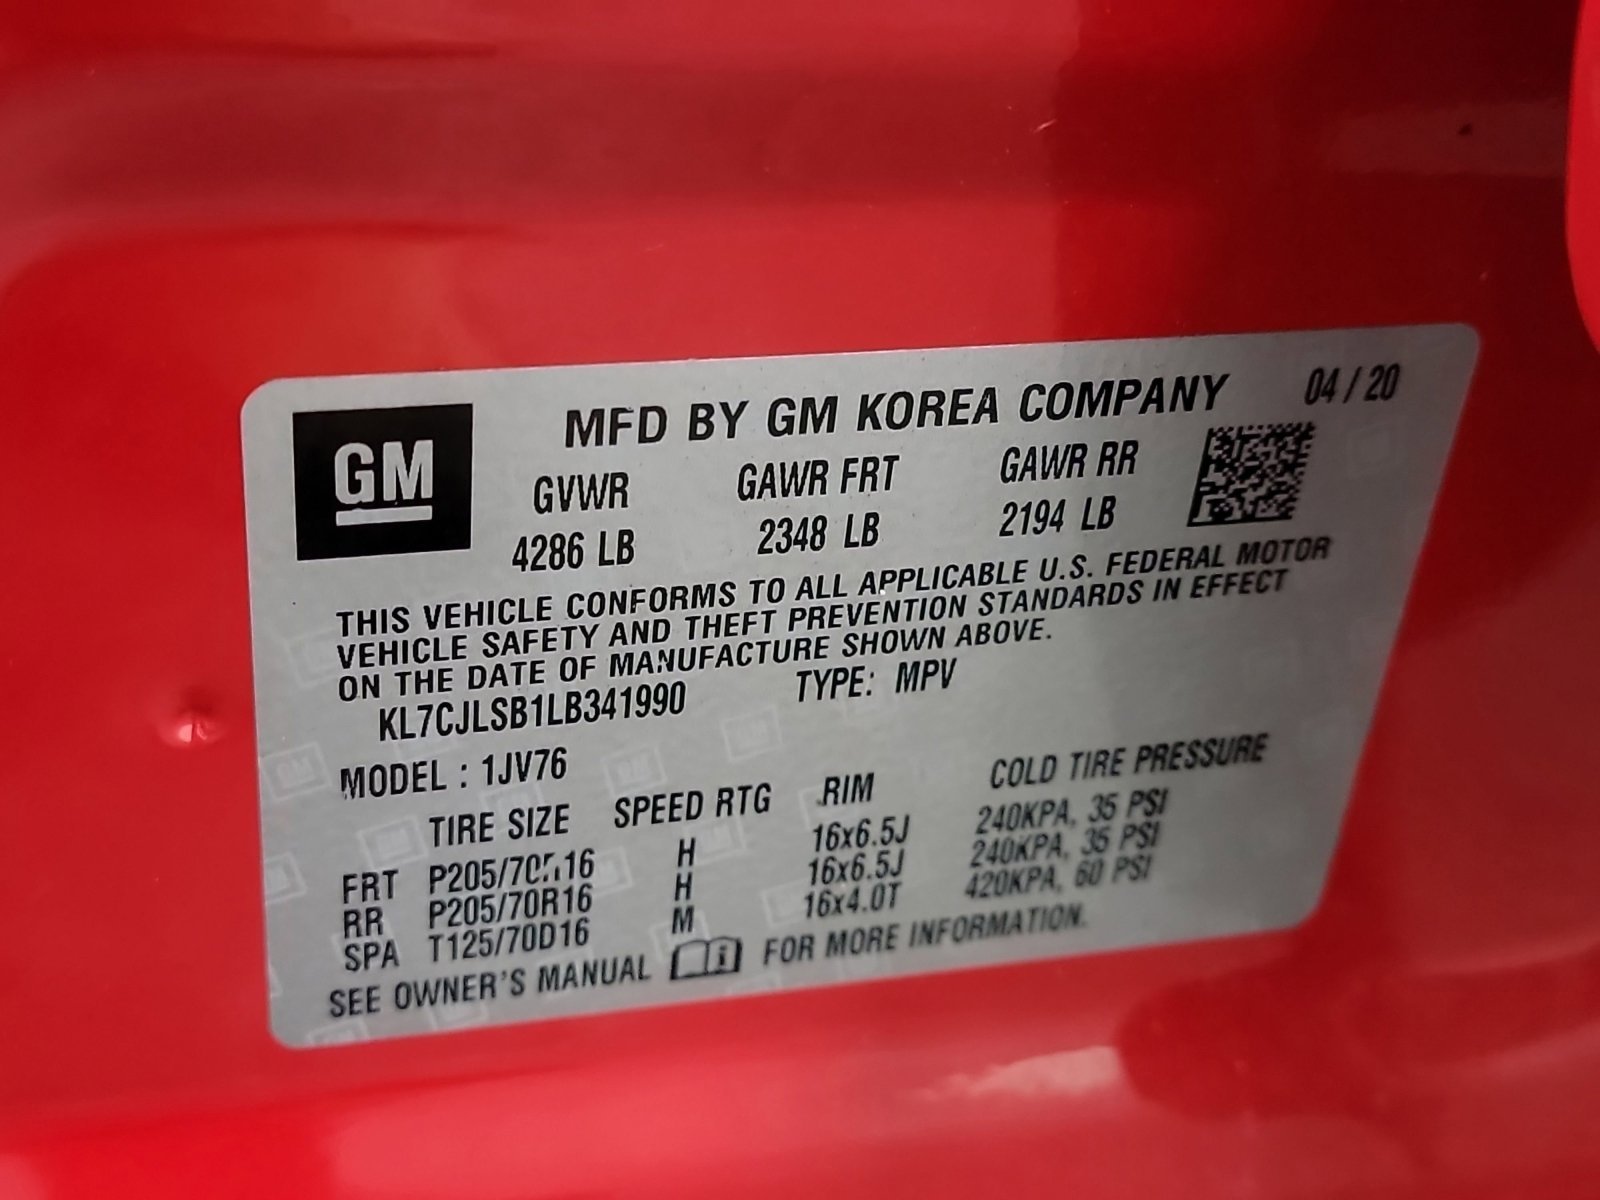 GM
MFD BY GM KOREA COMPANY 04/20
GVWR GAWR FRT GAWR RR
4286 LB 2348 LB 2194 LB
THIS VEHICLE CONFORMS TO ALL APPLICABLE U.S. FEDERAL MOTOR
VEHICLE SAFETY AND THEFT PREVENTION STANDARDS IN EFFECT
ON THE DATE OF MANUFACTURE SHOWN ABOVE.
KL7CJLSB1LB341990 TYPE: MPV
MODEL : 1JV76
TIRE SIZE SPEED RTG RIM COLD TIRE PRESSURE
FRT P205/70R16 H 16x6.5J 240KPA, 35 PSI
RR P205/70R16 H 16x6.5J 240KPA, 35 PSI
SPA T125/70D16 M 16x4.0T 420KPA, 60 PSI
SEE OWNER'S MANUAL i FOR MORE INFORMATION.